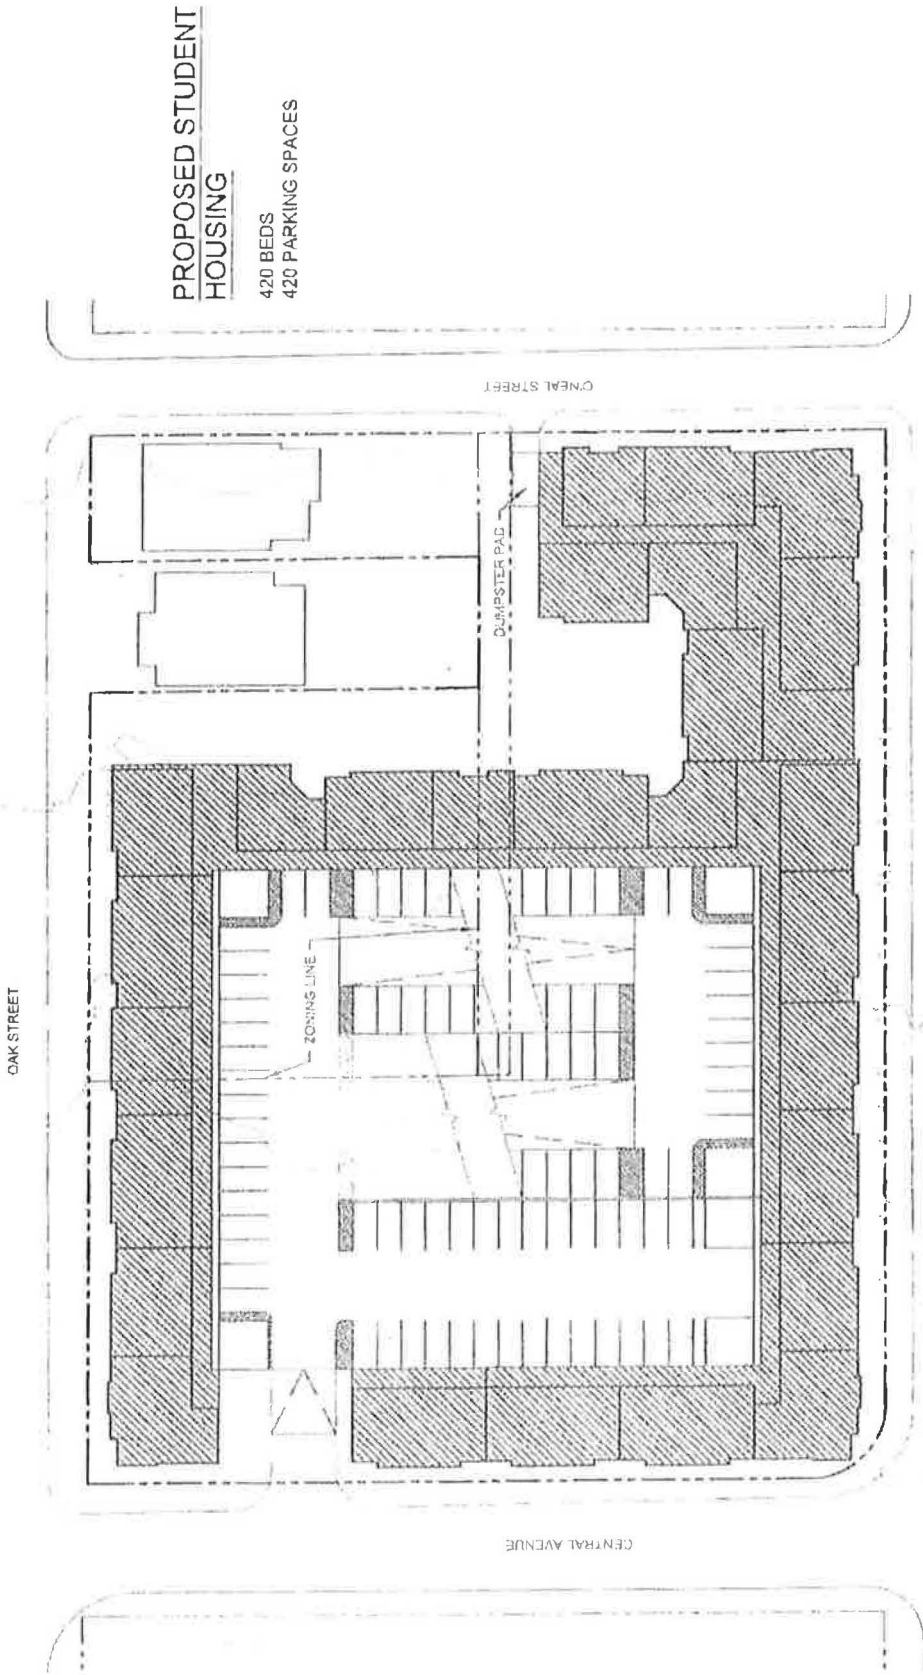 PROPOSED STUDENT
HOUSING
420 BEDS
420 PARKING SPACES
OAK STREET
O'NEAL STREET
DUMPSTER PAD
ZONING LINE
CENTRAL AVENUE